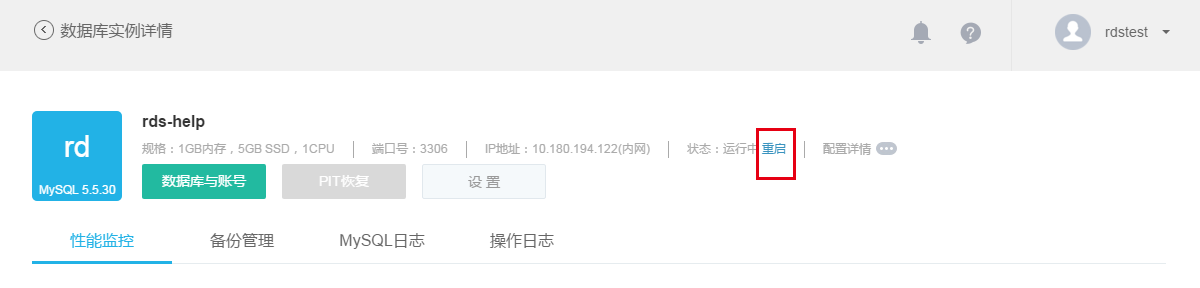 数据库实例详情
rdstest
rd
MySQL 5.5.30
rds-help
规格：1GB内存，5GB SSD，1CPU 端口号：3306 IP地址：10.180.194.122(内网) 状态：运行中 重启 配置详情
数据库与账号 PIT恢复 设 置
性能监控 备份管理 MySQL日志 操作日志